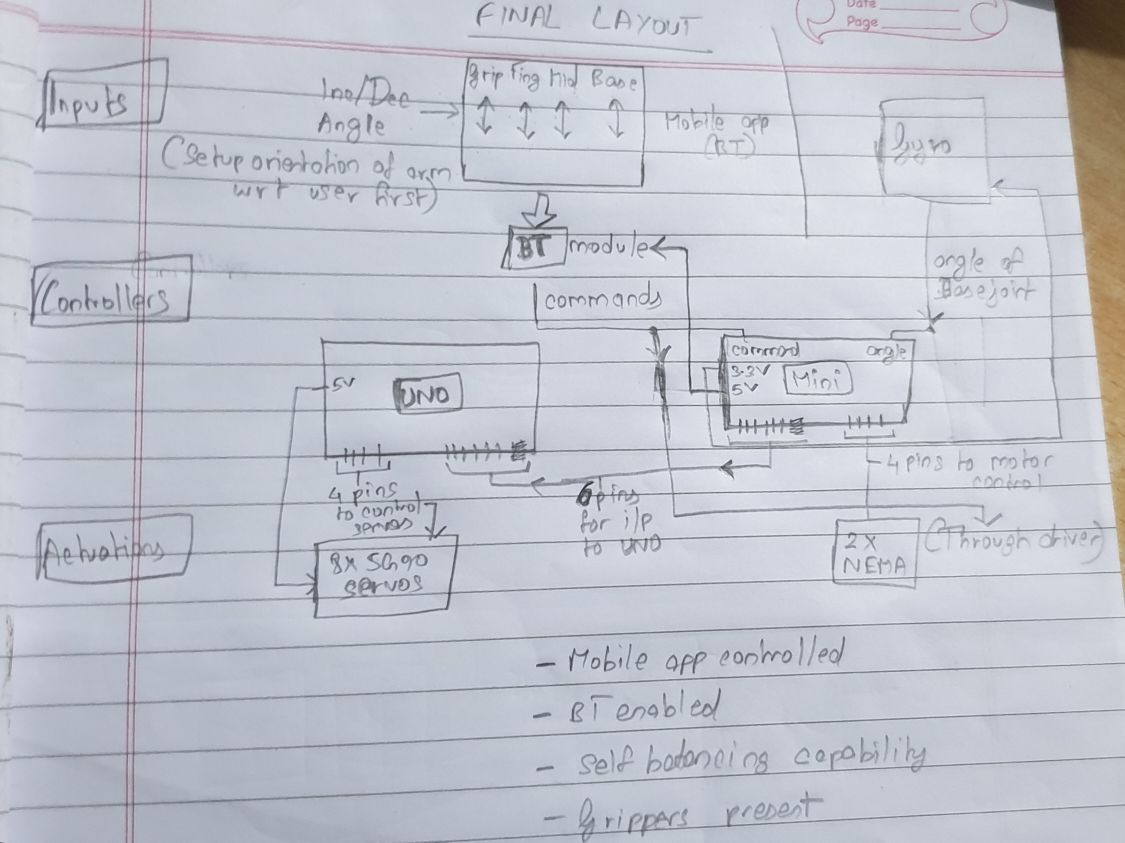 FINAL LAYOUT
Date
Page
Inputs
Inc/Dec
Angle
(Setup orientation of arm
wrt user first)
Grip Fing Mid Base
Mobile app
(BT)
Gyro
BT module
Controllers
commands
angle of
Base joint
5V
UNO
command angle
3.3V
5V
Mini
4 pins
to control
servos
6 pins
for i/p
to UNO
4 pins to motor
control
Actuations
8x SG90
servos
2x
NEMA
(Through driver)
- Mobile app controlled
- BT enabled
- Self balancing capability
- Grippers present